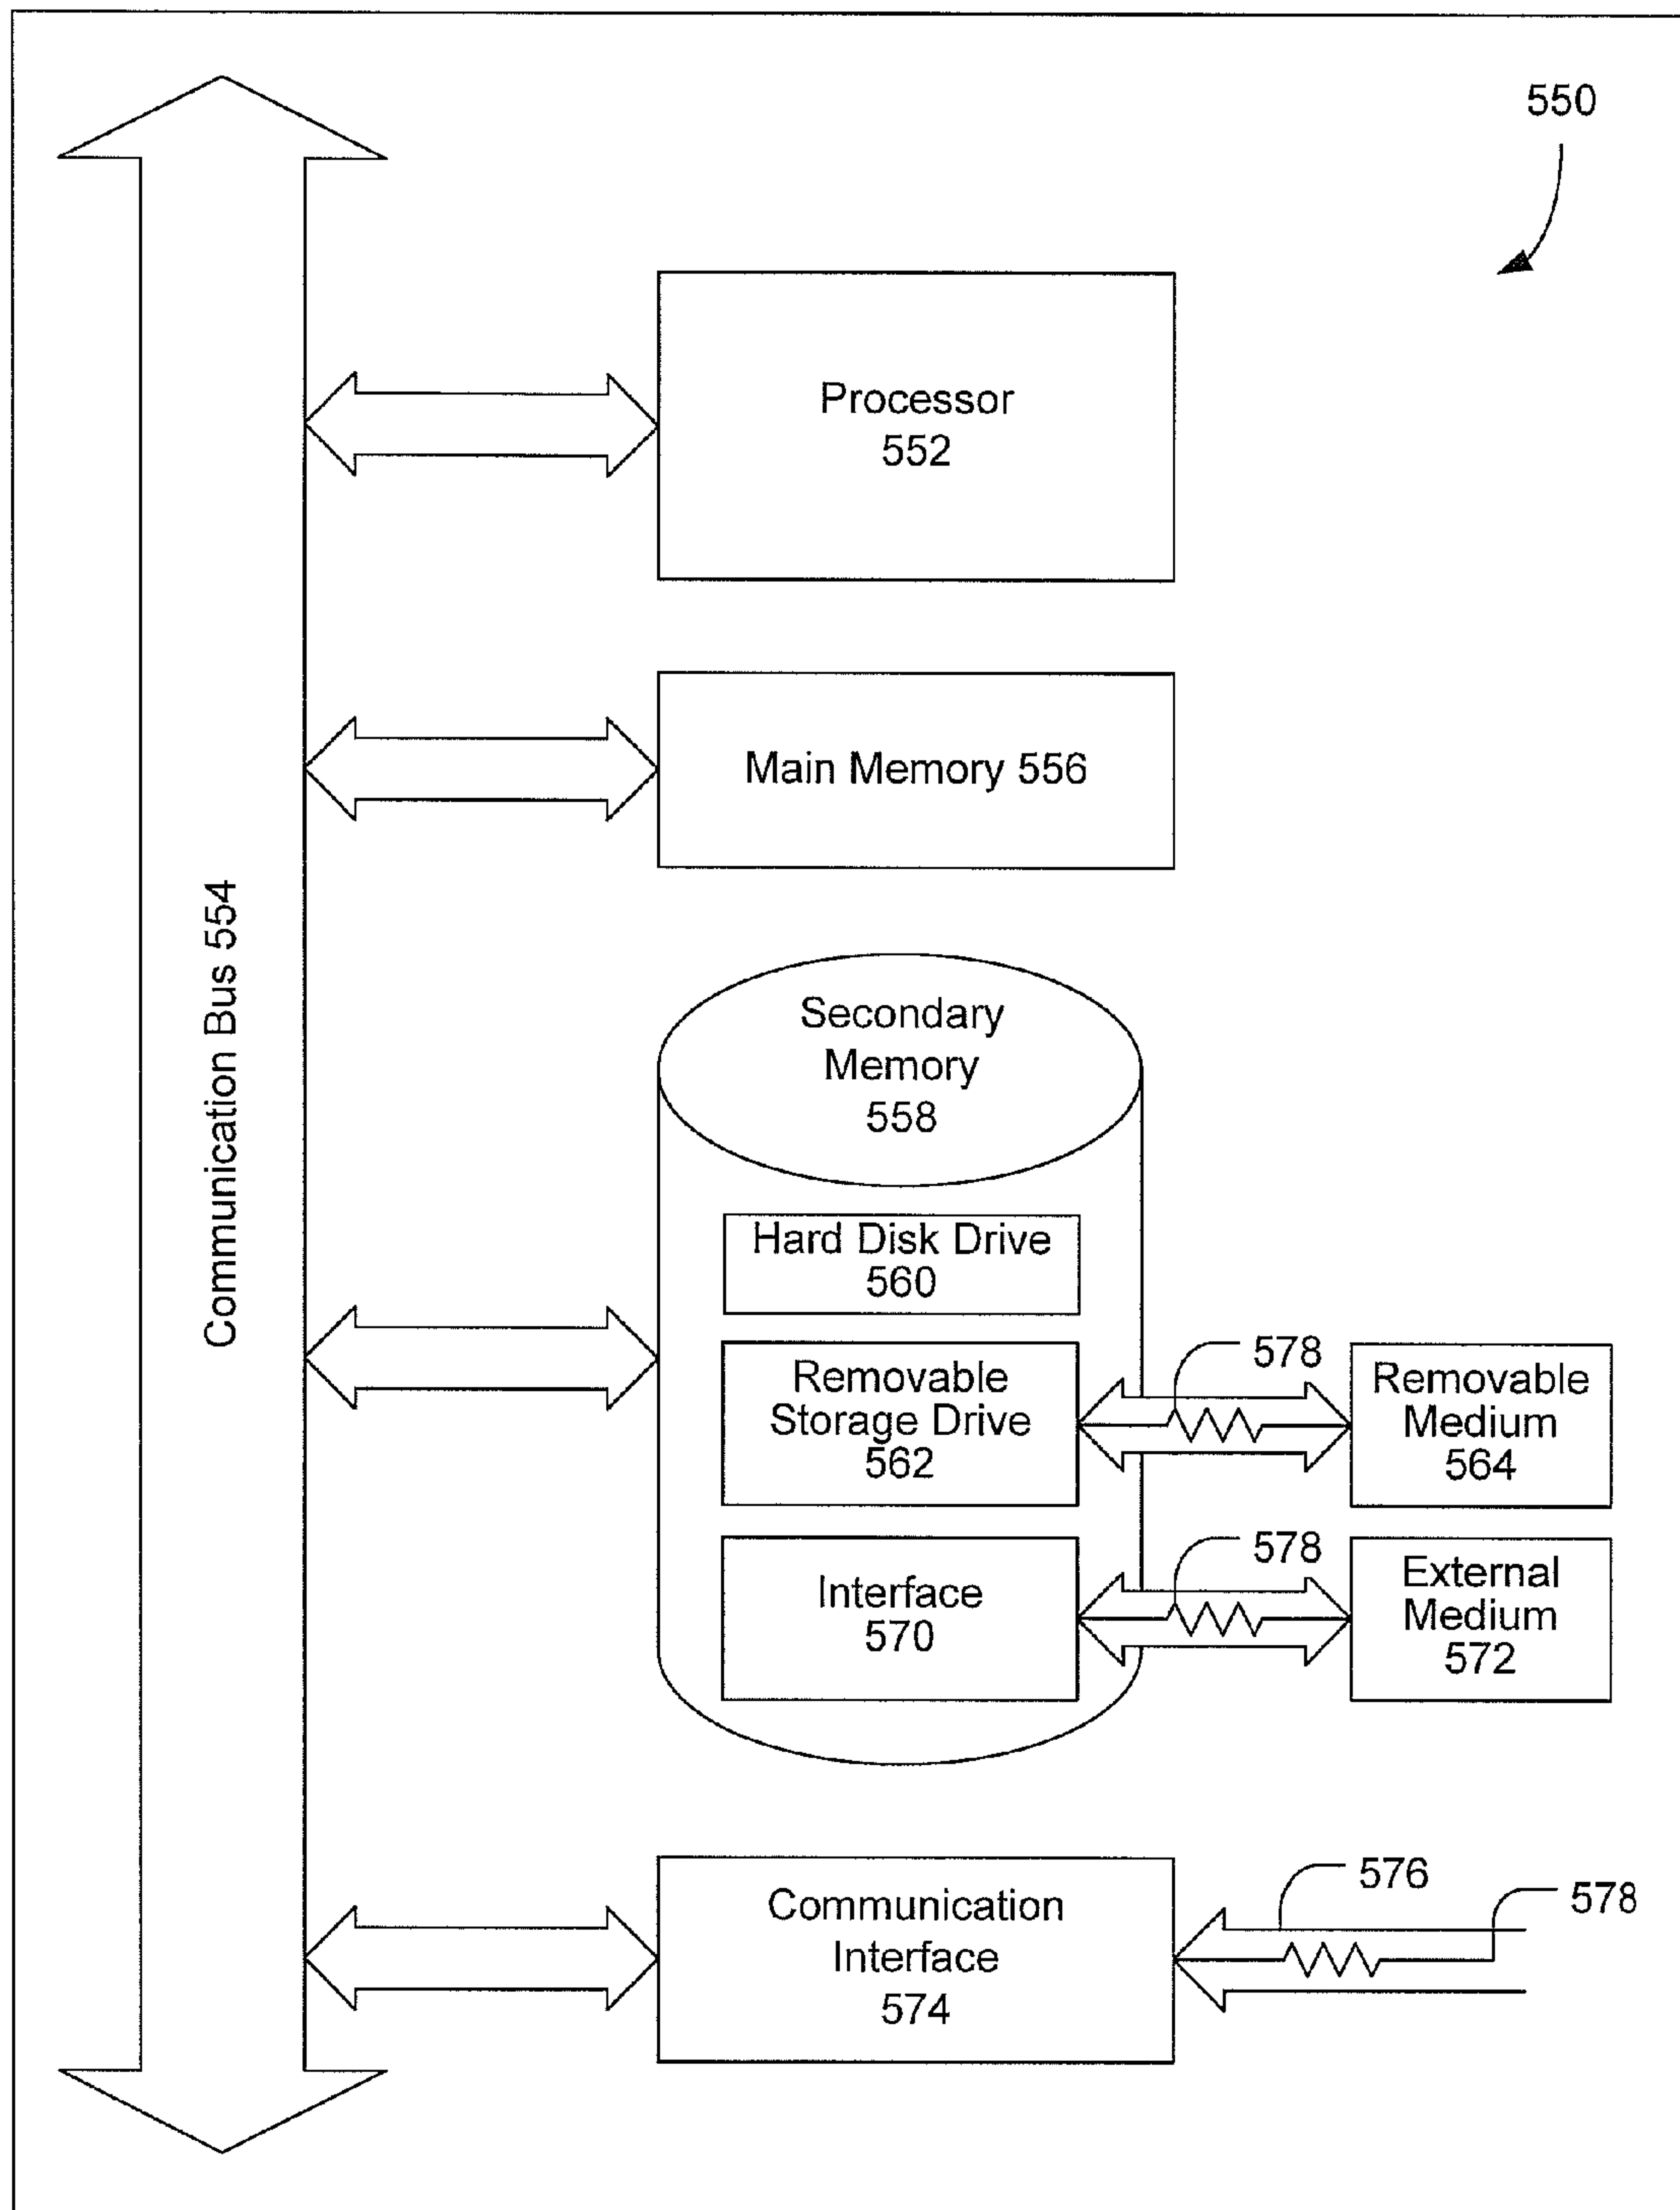 550
Processor
552
Main Memory 556
Communication Bus 554
Secondary
Memory
558
Hard Disk Drive
560
Removable
Storage Drive
562
578
Removable
Medium
564
Interface
570
578
External
Medium
572
Communication
Interface
574
576
578